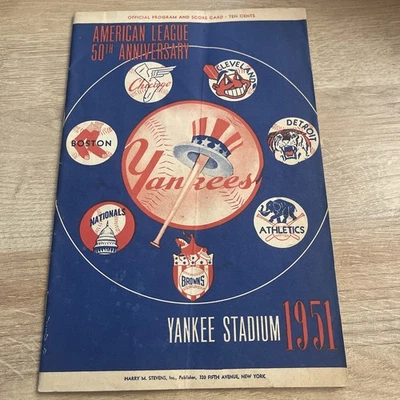 OFFICIAL PROGRAM AND SCORE CARD - TEN CENTS
AMERICAN LEAGUE
50TH ANNIVERSARY
Chicago
CLEVELAND
BOSTON
DETROIT
Yankees
NATIONALS
ATHLETICS
BROWNS
YANKEE STADIUM 1951
HARRY M. STEVENS, Inc., Publisher, 320 FIFTH AVENUE, NEW YORK